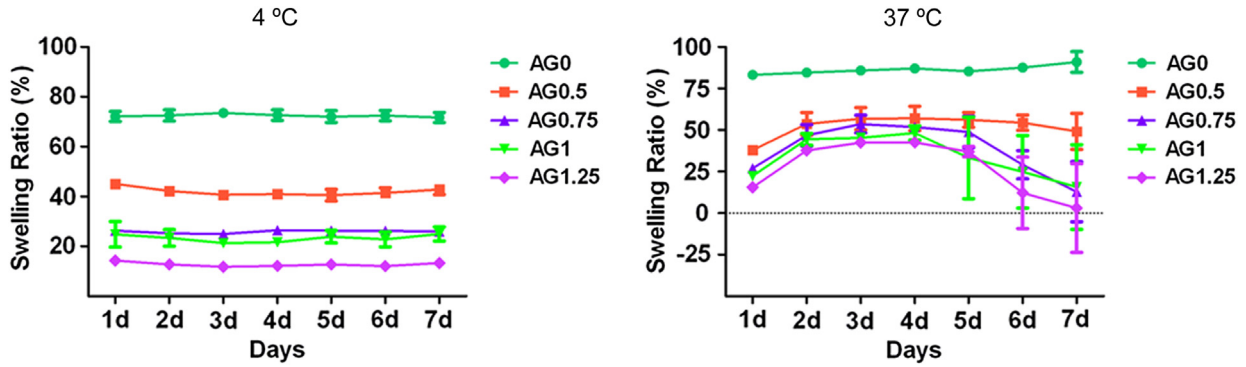 4 ºC
Swelling Ratio (%)
100
80
60
40
20
1d 2d 3d 4d 5d 6d 7d
Days
AG0
AG0.5
AG0.75
AG1
AG1.25
37 ºC
Swelling Ratio (%)
100
75
50
25
0
-25
1d 2d 3d 4d 5d 6d 7d
Days
AG0
AG0.5
AG0.75
AG1
AG1.25